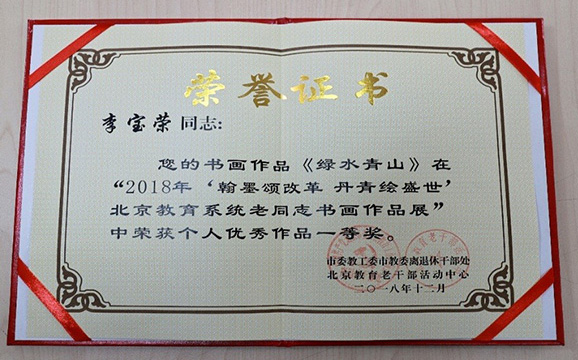 荣誉证书
李宝荣 同志:
您的书画作品《绿水青山》在
“2018年‘翰墨颂改革 丹青绘盛世’
北京教育系统老同志书画作品展”
中荣获个人优秀作品一等奖。
市委教工委市教委离退休干部处
北京教育老干部活动中心
二〇一八年十二月